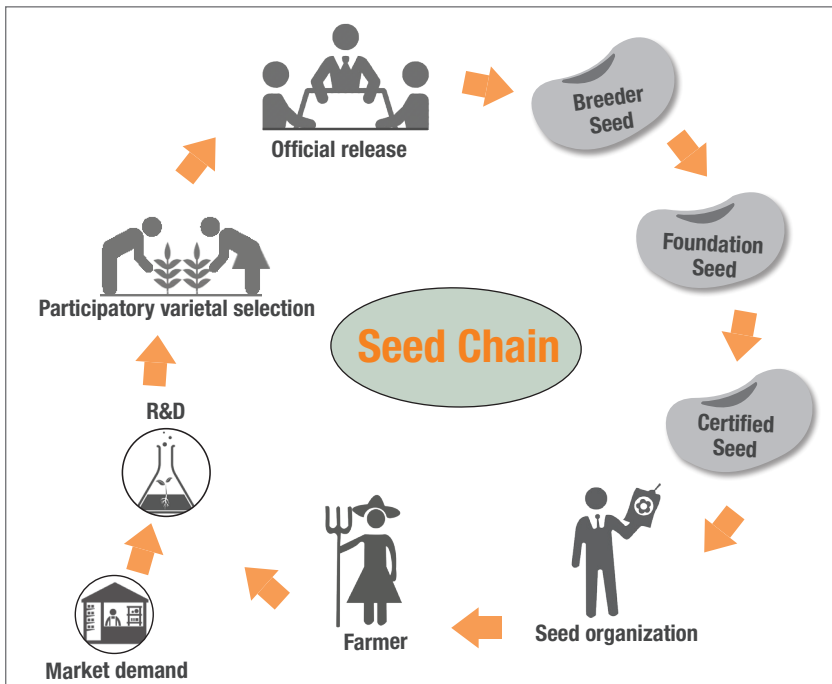 Official release
Breeder
Seed
Foundation
Seed
Participatory varietal selection
Seed Chain
R&D
Certified
Seed
Market demand
Farmer
Seed organization